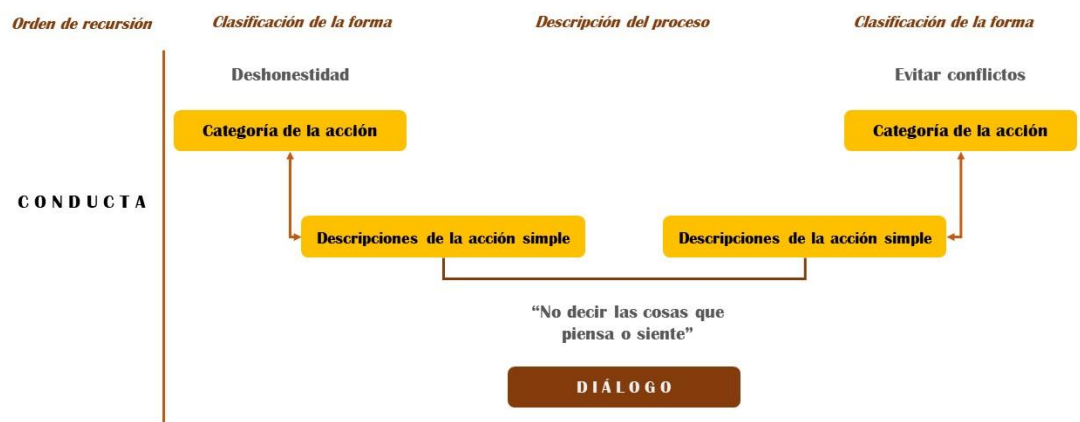 Orden de recursión
Clasificación de la forma
Descripción del proceso
Clasificación de la forma
Deshonestidad
Evitar conflictos
Categoría de la acción
Categoría de la acción
CONDUCTA
Descripciones de la acción simple
Descripciones de la acción simple
“No decir las cosas que
piensa o siente”
DIÁLOGO